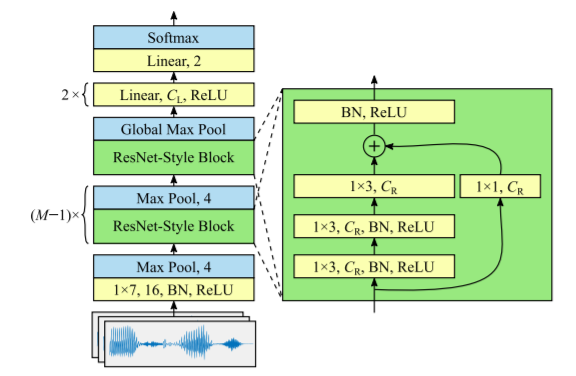 Softmax
Linear, 2
2×
Linear, C_L, ReLU
Global Max Pool
ResNet-Style Block
(M−1)×
Max Pool, 4
ResNet-Style Block
Max Pool, 4
1×7, 16, BN, ReLU
BN, ReLU
+
1×3, C_R
1×1, C_R
1×3, C_R, BN, ReLU
1×3, C_R, BN, ReLU